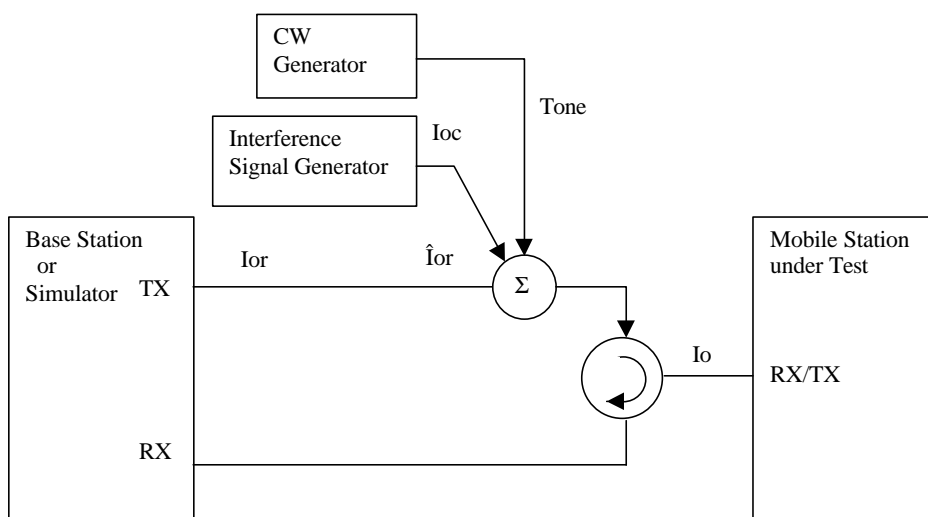 CW
Generator
Tone
Interference
Signal Generator
Ioc
Base Station
or
Simulator
TX
Ior
Îor
Σ
Mobile Station
under Test
Io
RX/TX
RX